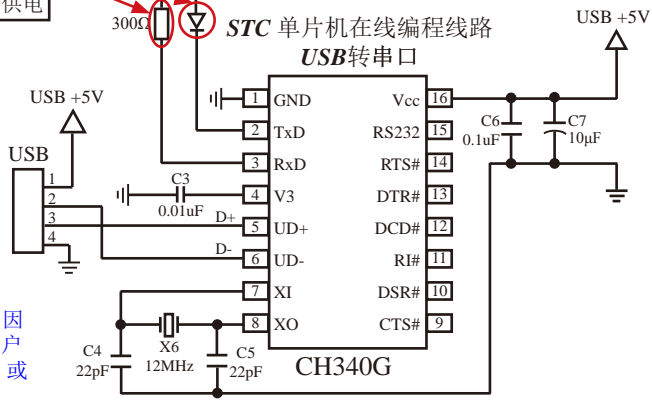 供电
300Ω
STC 单片机在线编程线路
USB转串口
USB +5V
USB +5V
USB
1
2
3
4
C3
0.01uF
D+
D-
1 GND
2 TxD
3 RxD
4 V3
5 UD+
6 UD-
7 XI
8 XO
Vcc 16
RS232 15
RTS# 14
DTR# 13
DCD# 12
RI# 11
DSR# 10
CTS# 9
C6
0.1uF
C7
10μF
CH340G
C4
22pF
X6
12MHz
C5
22pF
因
户
或